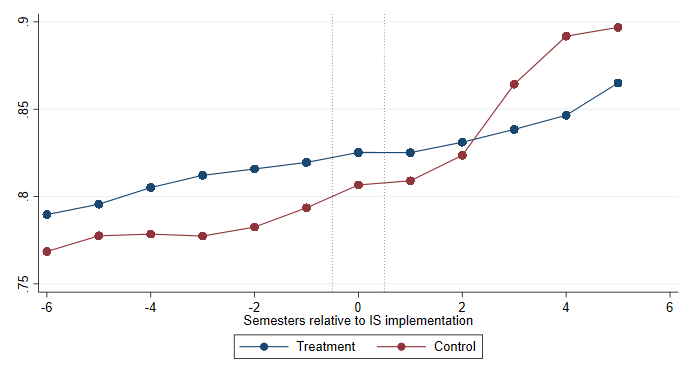 .9
.85
.8
.75
-6 -4 -2 0 2 4 6
Semesters relative to IS implementation
Treatment Control